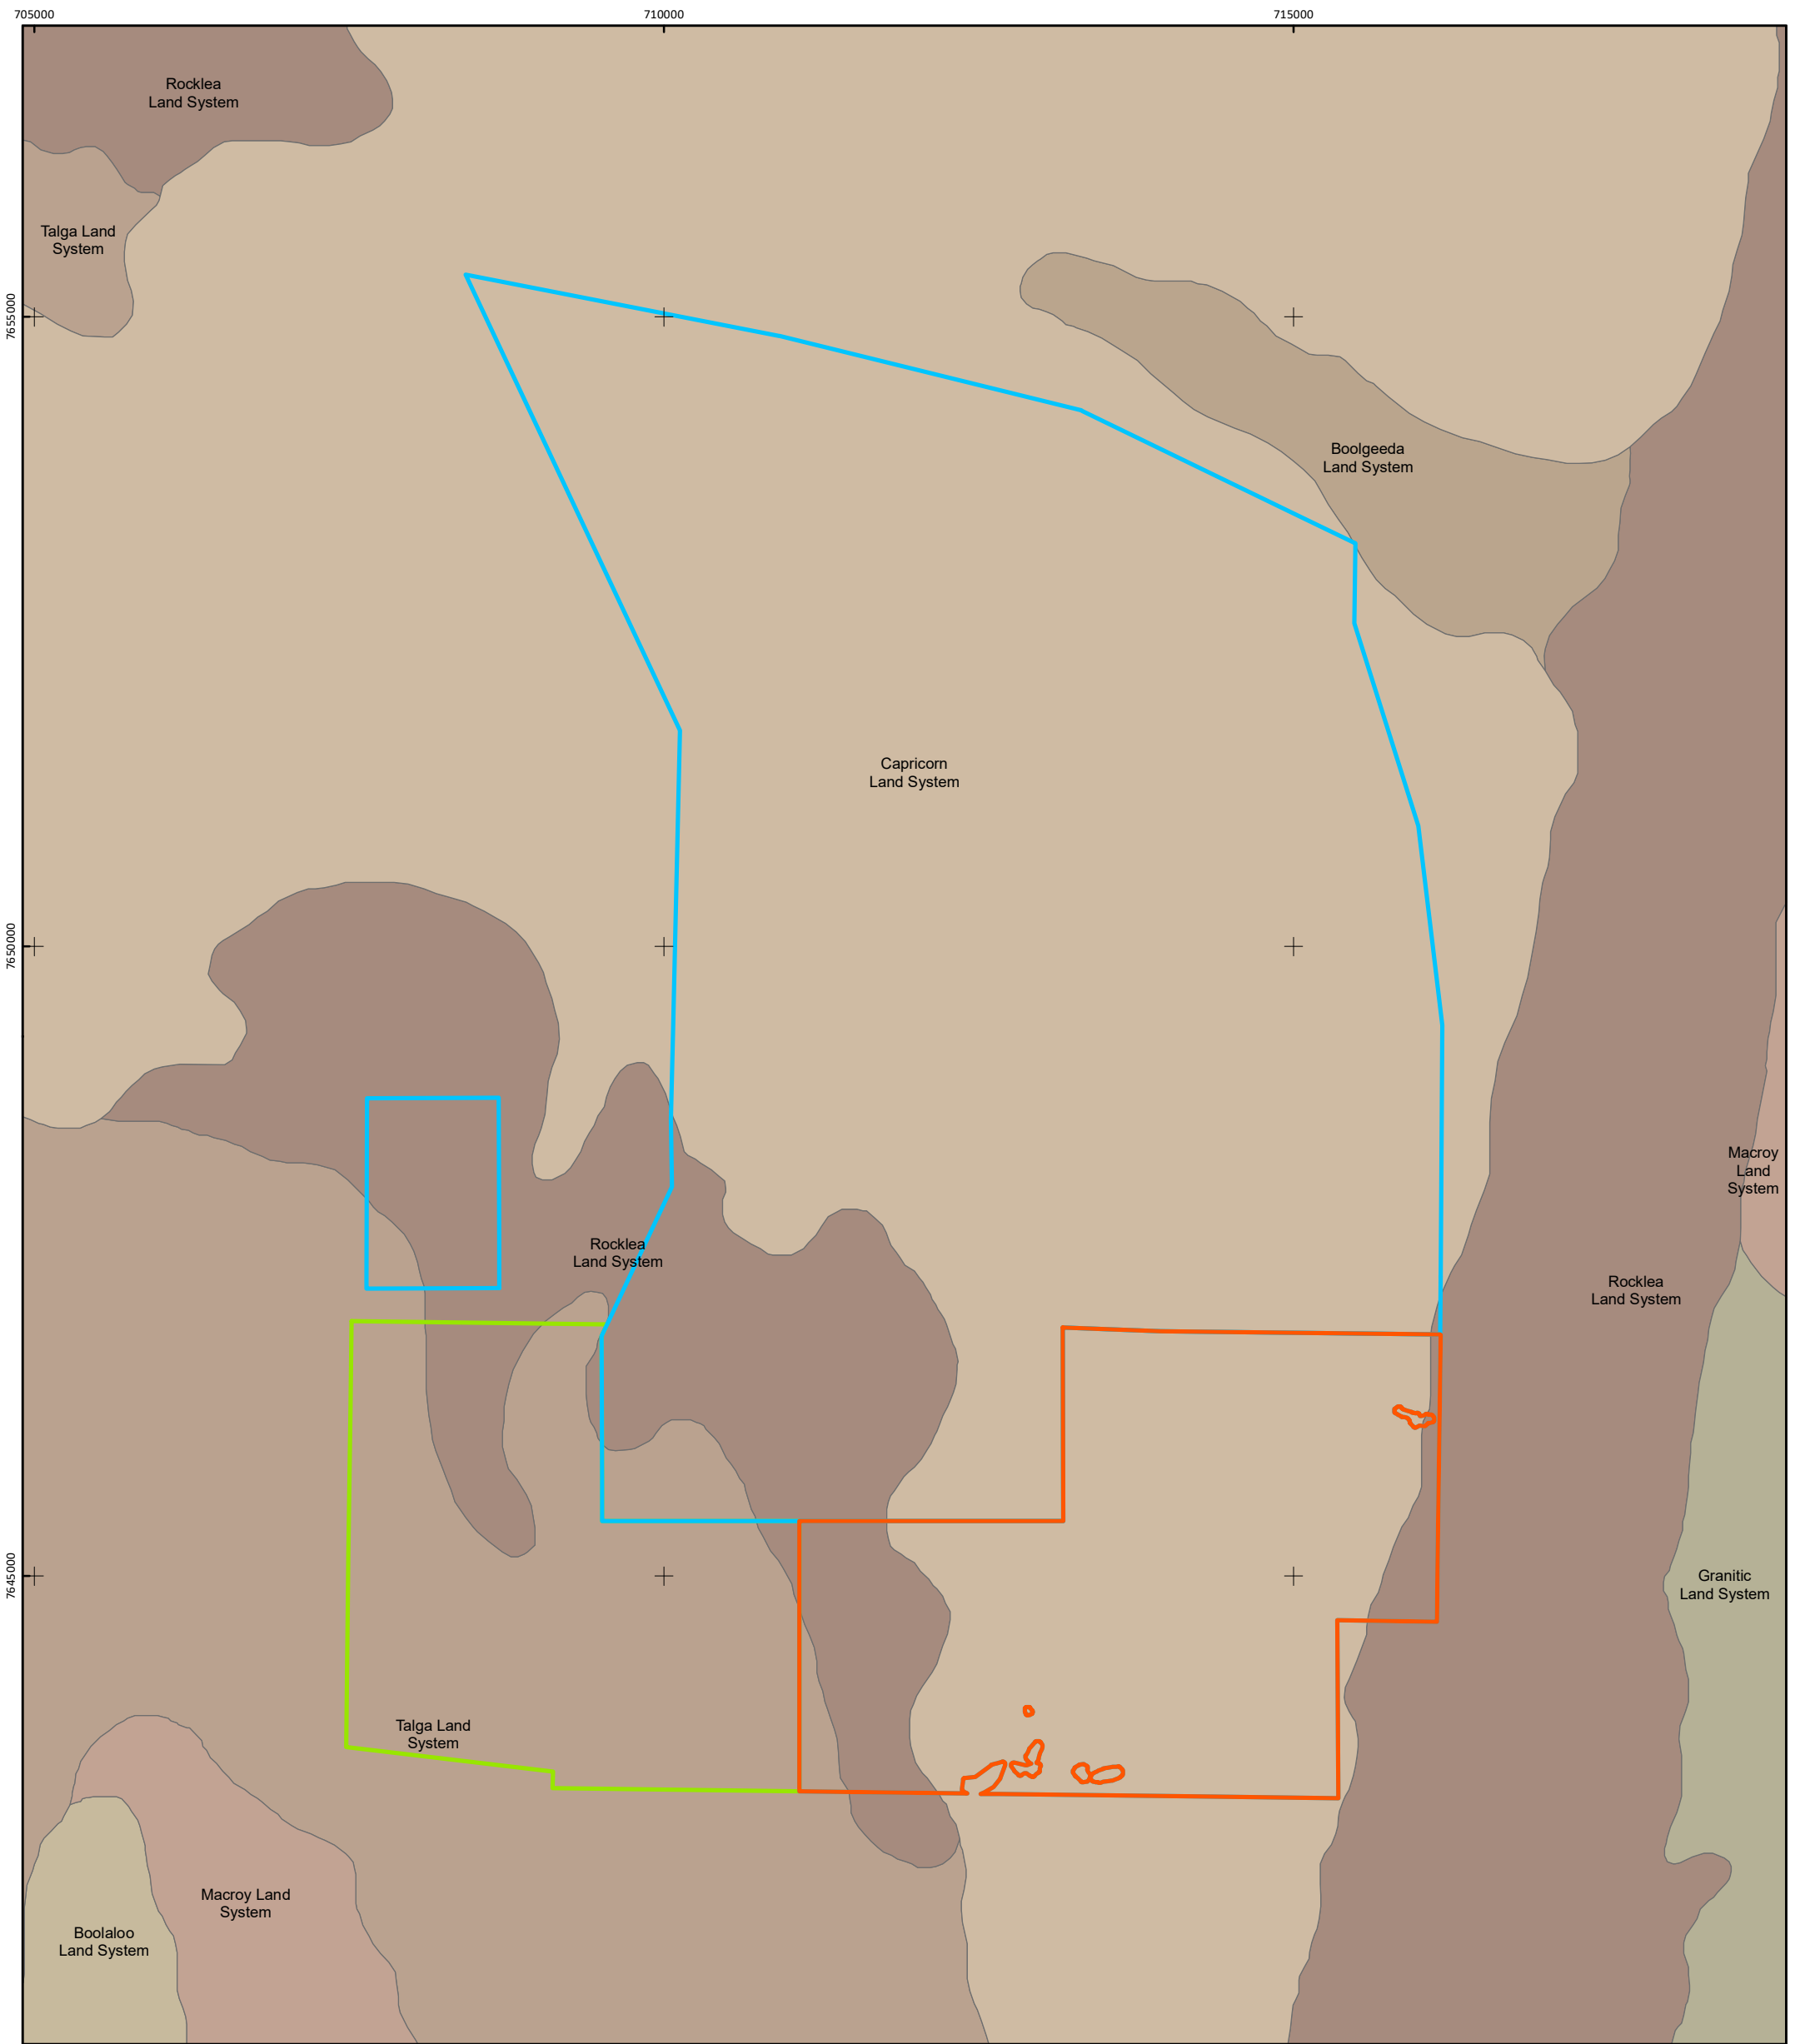 705000
710000
715000
Rocklea
Land System
Talga Land
System
7655000
Boolgeeda
Land System
Capricorn
Land System
7650000
Macroy
Land
System
Rocklea
Land System
Rocklea
Land System
7645000
Granitic
Land System
Talga Land
System
Macroy Land
System
Boolaloo
Land System